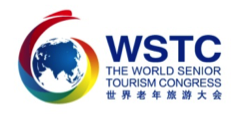 WSTC
THE WORLD SENIOR
TOURISM CONGRESS
世界老年旅游大会